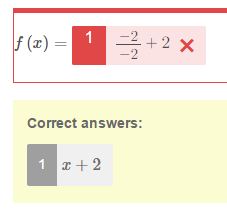 f (x) = 1 −2/−2 + 2 ×
Correct answers:
1 x + 2